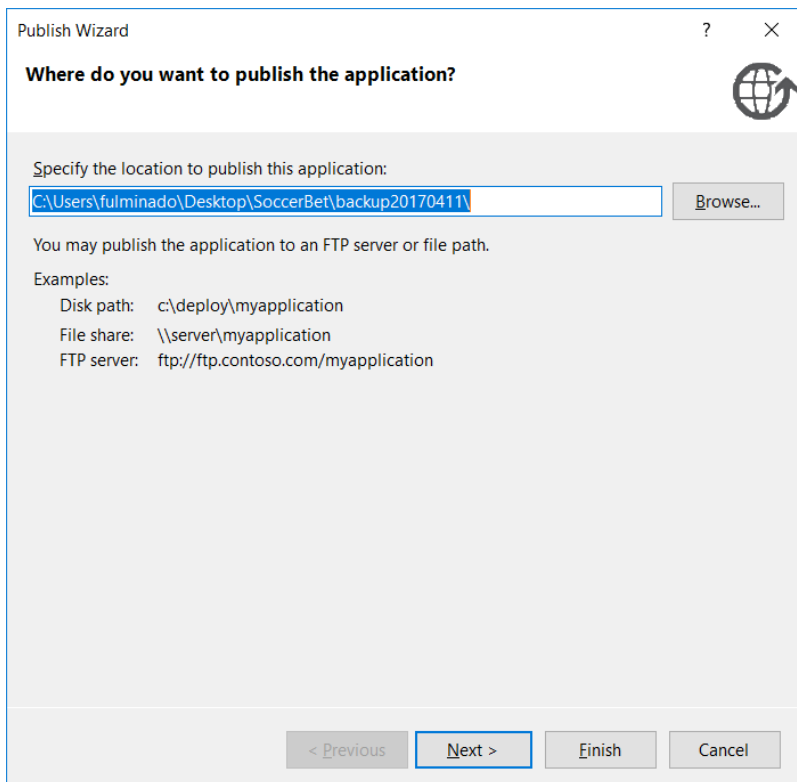 Publish Wizard
?
Where do you want to publish the application?
Specify the location to publish this application:
C:\Users\fulminado\Desktop\SoccerBet\backup20170411\
Browse...
You may publish the application to an FTP server or file path.
Examples:
Disk path: c:\deploy\myapplication
File share: \\server\myapplication
FTP server: ftp://ftp.contoso.com/myapplication
< Previous
Next >
Finish
Cancel